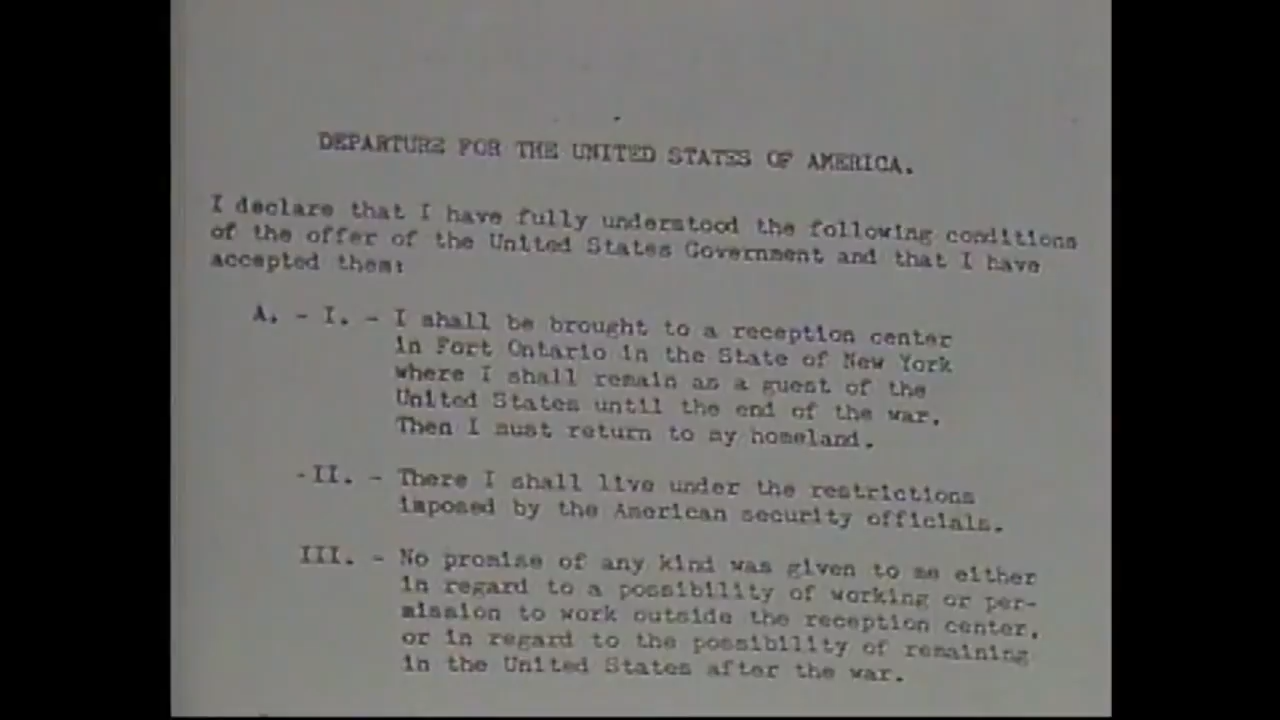 DEPARTURE FOR THE UNITED STATES OF AMERICA.
I declare that I have fully understood the following conditions
of the offer of the United States Government and that I have
accepted them:
A. - I. - I shall be brought to a reception center
in Fort Ontario in the State of New York
where I shall remain as a guest of the
United States until the end of the war.
Then I must return to my homeland.
-II. - There I shall live under the restrictions
imposed by the American security officials.
III. - No promise of any kind was given to me either
in regard to a possibility of working or per-
mission to work outside the reception center,
or in regard to the possibility of remaining
in the United States after the war.